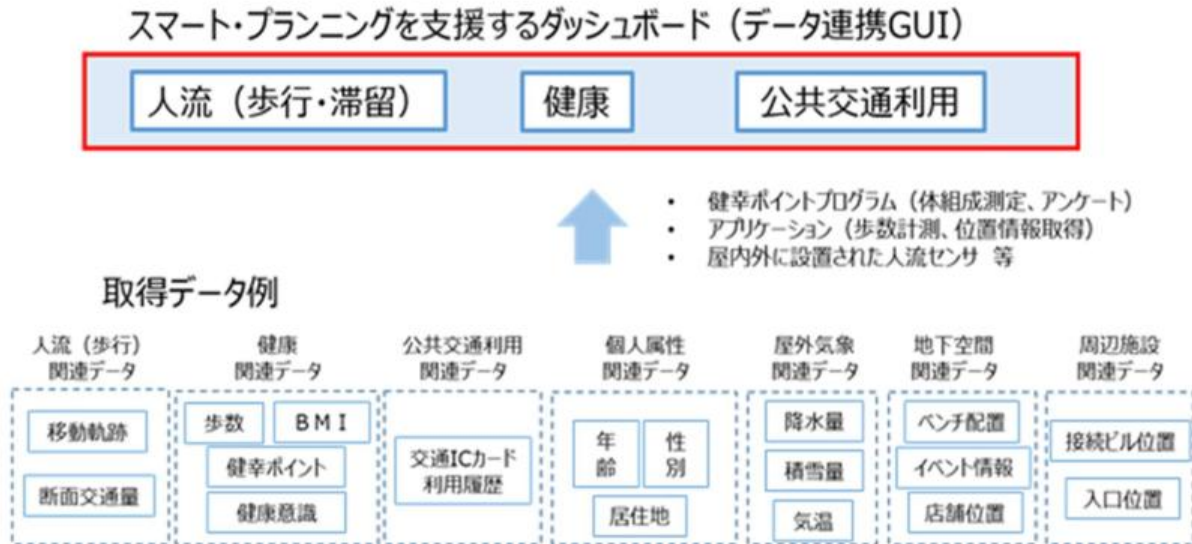 スマート・プランニングを支援するダッシュボード（データ連携GUI）
人流（歩行・滞留）
健康
公共交通利用
• 健幸ポイントプログラム（体組成測定、アンケート）
• アプリケーション（歩数計測、位置情報取得）
• 屋内外に設置された人流センサ 等
取得データ例
人流（歩行）
関連データ
移動軌跡
断面交通量
健康
関連データ
歩数
ＢＭＩ
健幸ポイント
健康意識
公共交通利用
関連データ
交通ICカード
利用履歴
個人属性
関連データ
年
齢
性
別
居住地
屋外気象
関連データ
降水量
積雪量
気温
地下空間
関連データ
ベンチ配置
イベント情報
店舗位置
周辺施設
関連データ
接続ビル位置
入口位置